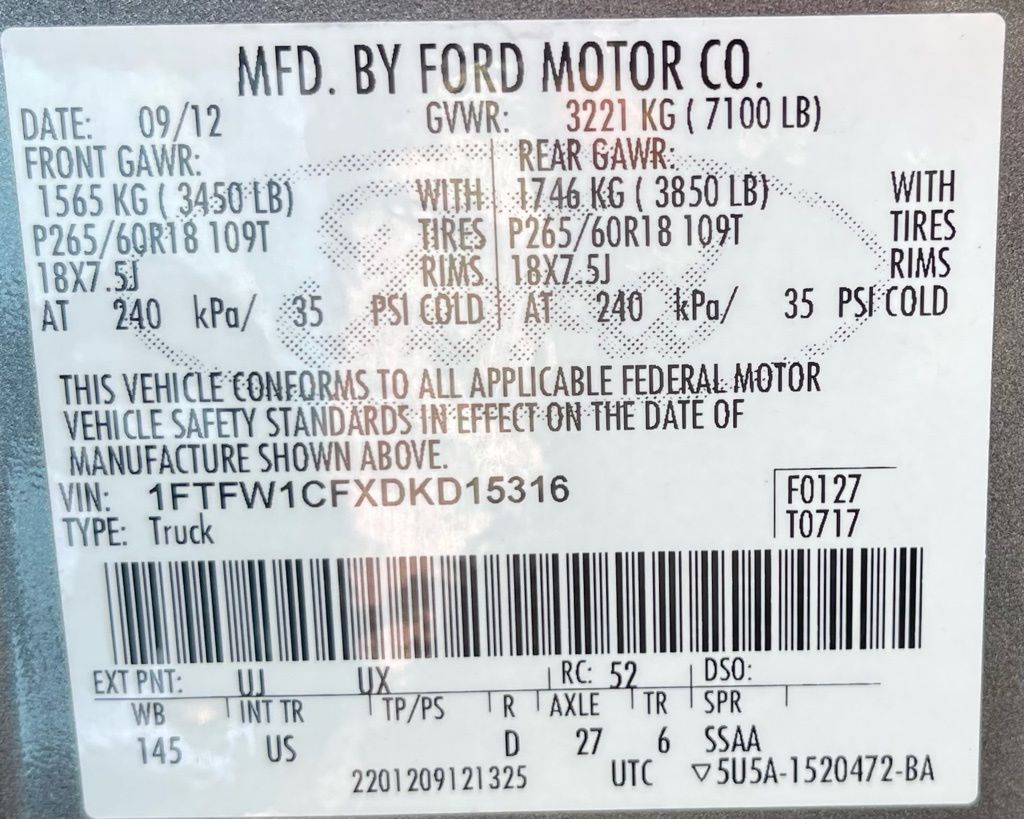 MFD. BY FORD MOTOR CO.
DATE: 09/12 GVWR: 3221 KG ( 7100 LB)
FRONT GAWR: REAR GAWR:
1565 KG ( 3450 LB) WITH 1746 KG ( 3850 LB) WITH
P265/60R18 109T TIRES P265/60R18 109T TIRES
18X7.5J RIMS 18X7.5J RIMS
AT 240 kPa/ 35 PSI COLD AT 240 kPa/ 35 PSI COLD
THIS VEHICLE CONFORMS TO ALL APPLICABLE FEDERAL MOTOR
VEHICLE SAFETY STANDARDS IN EFFECT ON THE DATE OF
MANUFACTURE SHOWN ABOVE.
VIN: 1FTFW1CFXDKD15316 F0127
TYPE: Truck T0717
EXT PNT: UJ UX RC: 52 DSO:
WB INT TR TP/PS R AXLE TR SPR
145 US D 27 6 SSAA
2201209121325 UTC ▽5U5A-1520472-BA